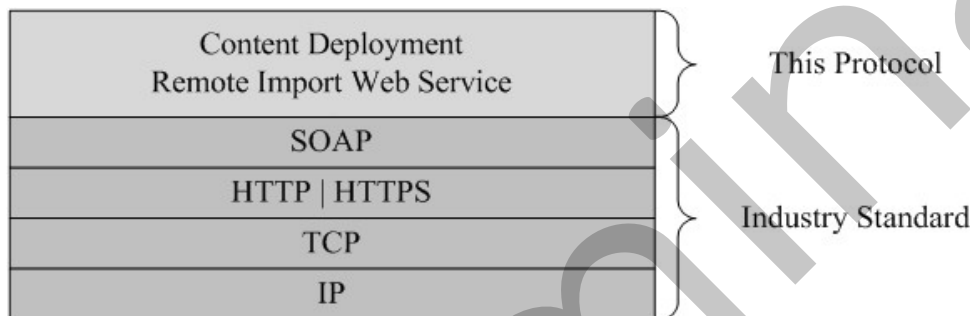 Content Deployment
Remote Import Web Service
This Protocol
SOAP
HTTP | HTTPS
TCP
IP
Industry Standard